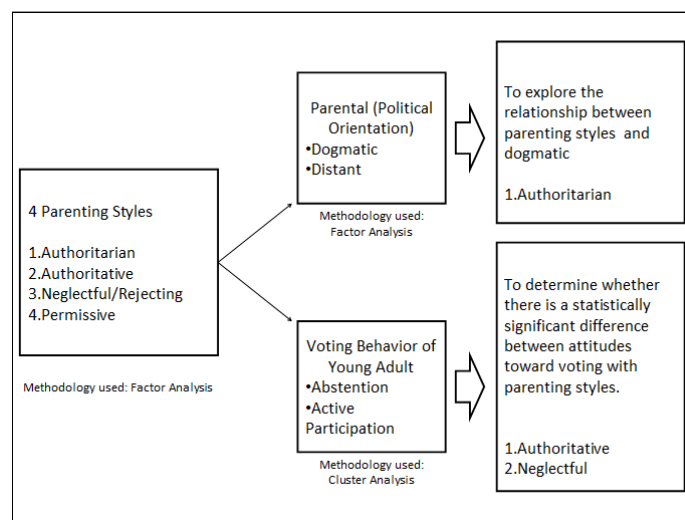 4 Parenting Styles
1.Authoritarian
2.Authoritative
3.Neglectful/Rejecting
4.Permissive
Methodology used: Factor Analysis
Parental (Political
Orientation)
•Dogmatic
•Distant
Methodology used:
Factor Analysis
To explore the
relationship between
parenting styles and
dogmatic
1.Authoritarian
Voting Behavior of
Young Adult
•Abstention
•Active
Participation
Methodology used:
Cluster Analysis
To determine whether
there is a statistically
significant difference
between attitudes
toward voting with
parenting styles.
1.Authoritative
2.Neglectful